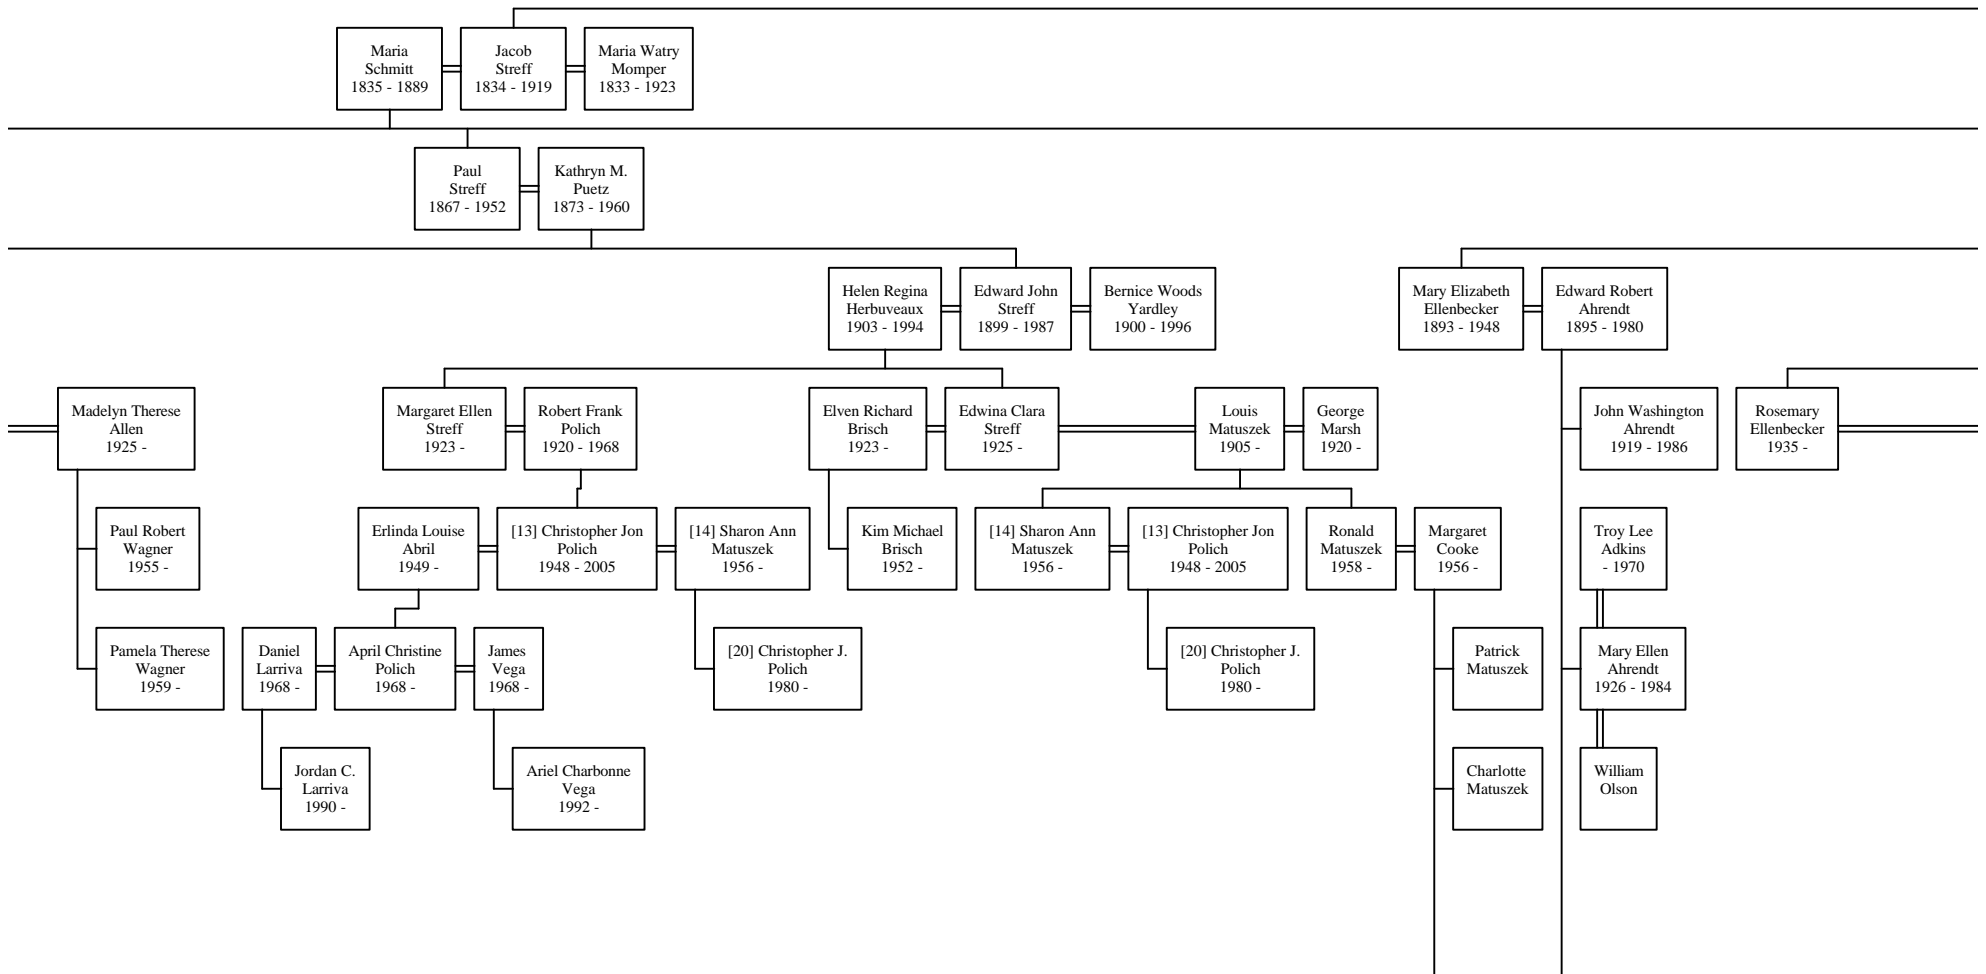 Maria
Schmitt
1835 - 1889
Jacob
Streff
1834 - 1919
Maria Watry
Momper
1833 - 1923
Paul
Streff
1867 - 1952
Kathryn M.
Puetz
1873 - 1960
Helen Regina
Herbuveaux
1903 - 1994
Edward John
Streff
1899 - 1987
Bernice Woods
Yardley
1900 - 1996
Mary Elizabeth
Ellenbecker
1893 - 1948
Edward Robert
Ahrendt
1895 - 1980
Madelyn Therese
Allen
1925 -
Margaret Ellen
Streff
1923 -
Robert Frank
Polich
1920 - 1968
Elven Richard
Brisch
1923 -
Edwina Clara
Streff
1925 -
Louis
Matuszek
1905 -
George
Marsh
1920 -
John Washington
Ahrendt
1919 - 1986
Rosemary
Ellenbecker
1935 -
Paul Robert
Wagner
1955 -
Erlinda Louise
Abril
1949 -
[13] Christopher Jon
Polich
1948 - 2005
[14] Sharon Ann
Matuszek
1956 -
Kim Michael
Brisch
1952 -
[14] Sharon Ann
Matuszek
1956 -
[13] Christopher Jon
Polich
1948 - 2005
Ronald
Matuszek
1958 -
Margaret
Cooke
1956 -
Troy Lee
Adkins
- 1970
Pamela Therese
Wagner
1959 -
Daniel
Larriva
1968 -
April Christine
Polich
1968 -
James
Vega
1968 -
[20] Christopher J.
Polich
1980 -
[20] Christopher J.
Polich
1980 -
Patrick
Matuszek
Mary Ellen
Ahrendt
1926 - 1984
Jordan C.
Larriva
1990 -
Ariel Charbonne
Vega
1992 -
Charlotte
Matuszek
William
Olson